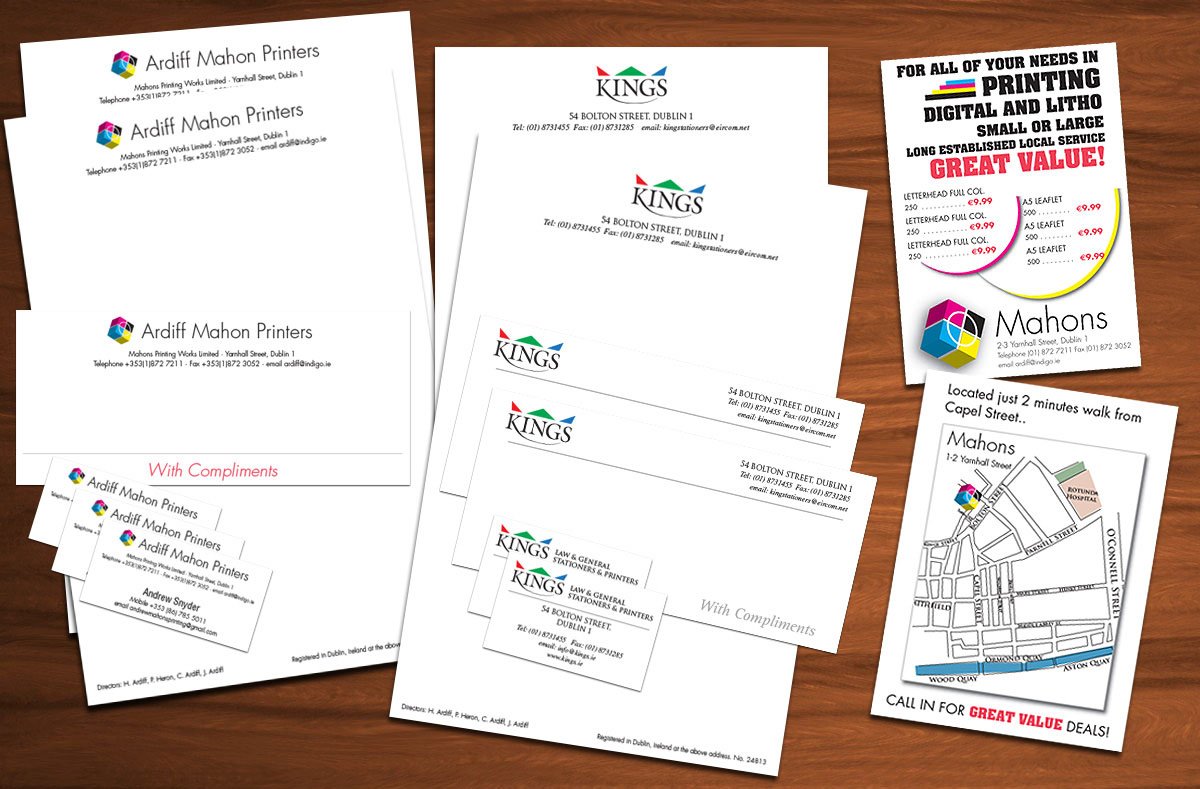 Ardiff Mahon Printers
Mahons Printing Works Limited - Yarnhall Street, Dublin 1
Telephone +353(1)872 7211 - Fax +353(1)872 3052
Ardiff Mahon Printers
Mahons Printing Works Limited - Yarnhall Street, Dublin 1
Telephone +353(1)872 7211 - Fax +353(1)872 3052 - email ardiff@indigo.ie
Ardiff Mahon Printers
Mahons Printing Works Limited - Yarnhall Street, Dublin 1
Telephone +353(1)872 7211 - Fax +353(1)872 3052 - email ardiff@indigo.ie
With Compliments
Ardiff Mahon Printers
Telephone
Ardiff Mahon Printers
Telephone
Ardiff Mahon Printers
Mahons Printing Works Limited - Yarnhall Street, Dublin 1
Telephone +353(1)872 7211 - Fax +353(1)872 3052 - email ardiff@indigo.ie
Andrew Snyder
Mobile +353 (86) 785 5011
email andrewmahonsprinting@gmail.com
Directors: H. Ardiff, P. Heron, C. Ardiff, J. Ardiff
Registered in Dublin, Ireland at the above
KINGS
54 BOLTON STREET, DUBLIN 1
Tel: (01) 8731455 Fax: (01) 8731285 email: kingstationers@eircom.net
KINGS
54 BOLTON STREET, DUBLIN 1
Tel: (01) 8731455 Fax: (01) 8731285 email: kingstationers@eircom.net
KINGS
54 BOLTON STREET, DUBLIN 1
Tel: (01) 8731455 Fax: (01) 8731285
email: kingstationers@eircom.net
KINGS
54 BOLTON STREET, DUBLIN 1
Tel: (01) 8731455 Fax: (01) 8731285
email: kingstationers@eircom.net
With Compliments
KINGS
LAW & GENERAL
STATIONERS & PRINTERS
KINGS
LAW & GENERAL
STATIONERS & PRINTERS
54 BOLTON STREET,
DUBLIN 1
Tel: (01) 8731455 Fax: (01) 8731285
email: info@kings.ie
www.kings.ie
Directors: H. Ardiff, P. Heron, C. Ardiff, J. Ardiff
Registered in Dublin, Ireland at the above address. No. 24813
FOR ALL OF YOUR NEEDS IN
PRINTING
DIGITAL AND LITHO
SMALL OR LARGE
LONG ESTABLISHED LOCAL SERVICE
GREAT VALUE!
LETTERHEAD FULL COL.
250 ........... €9.99
LETTERHEAD FULL COL.
250 ........... €9.99
LETTERHEAD FULL COL.
250 ........... €9.99
A5 LEAFLET
500 ........ €9.99
A5 LEAFLET
500 ........ €9.99
A5 LEAFLET
500 ........ €9.99
Mahons
2-3 Yarnhall Street, Dublin 1
Telephone (01) 872 7211 Fax (01) 872 3052
email ardiff@indigo.ie
Located just 2 minutes walk from
Capel Street..
Mahons
1-2 Yarnhall Street
ROTUNDA
HOSPITAL
BOLTON STREET
PARNELL STREET
O'CONNELL STREET
CAPEL STREET
ORMOND QUAY
ASTON QUAY
WOOD QUAY
CALL IN FOR GREAT VALUE DEALS!